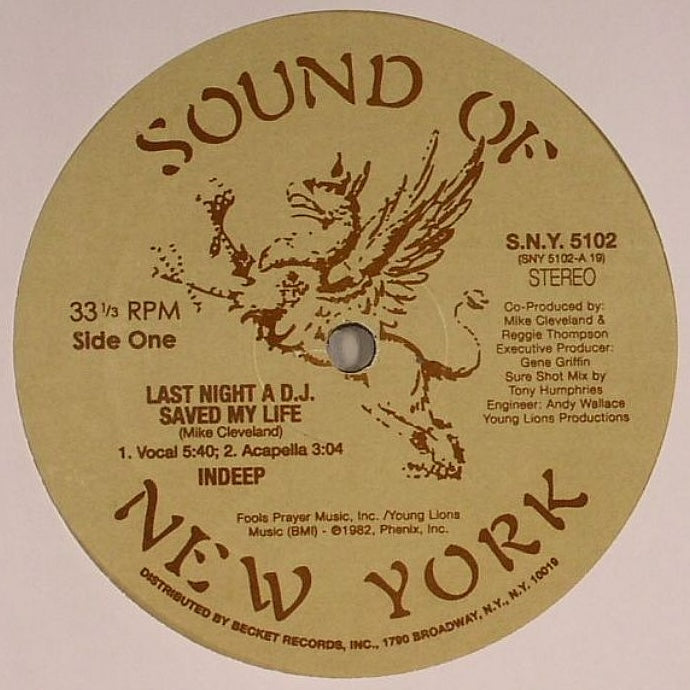 SOUND OF
S.N.Y. 5102
(SNY 5102-A 19)
STEREO
33 1/3 RPM
Side One
Co-Produced by:
Mike Cleveland &
Reggie Thompson
Executive Producer:
Gene Griffin
Sure Shot Mix by
Tony Humphries
Engineer: Andy Wallace
Young Lions Productions
LAST NIGHT A D.J.
SAVED MY LIFE
(Mike Cleveland)
1. Vocal 5:40; 2. Acapella 3:04
INDEEP
Fools Prayer Music, Inc. /Young Lions
Music (BMI) - ©1982, Phenix, Inc.
NEW YORK
DISTRIBUTED BY BECKET RECORDS, INC., 1790 BROADWAY, N.Y., N.Y. 10019